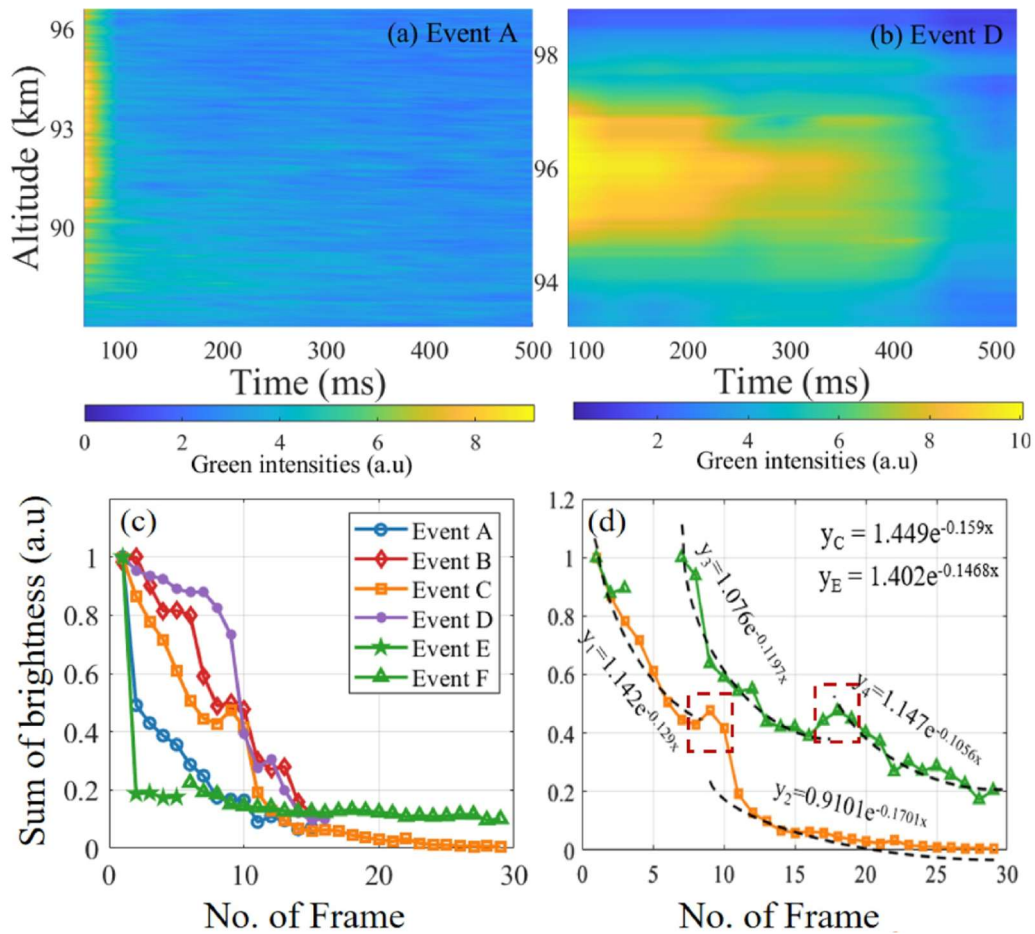 (a) Event A
(b) Event D
Altitude (km)
96
93
90
98
96
94
100 200 300 400 500
100 200 300 400 500
Time (ms)
Time (ms)
0 2 4 6 8
2 4 6 8 10
Green intensities (a.u)
Green intensities (a.u)
(c)
Sum of brightness (a.u)
1
0.8
0.6
0.4
0.2
0
0 10 20 30
No. of Frame
Event A
Event B
Event C
Event D
Event E
Event F
(d)
1.2
1
0.8
0.6
0.4
0.2
0
0 5 10 15 20 25 30
No. of Frame
yC = 1.449e-0.159x
yE = 1.402e-0.1468x
y3=1.076e-0.1197x
y1=1.142e-0.129x
y4=1.147e-0.1056x
y2=0.9101e-0.1701x